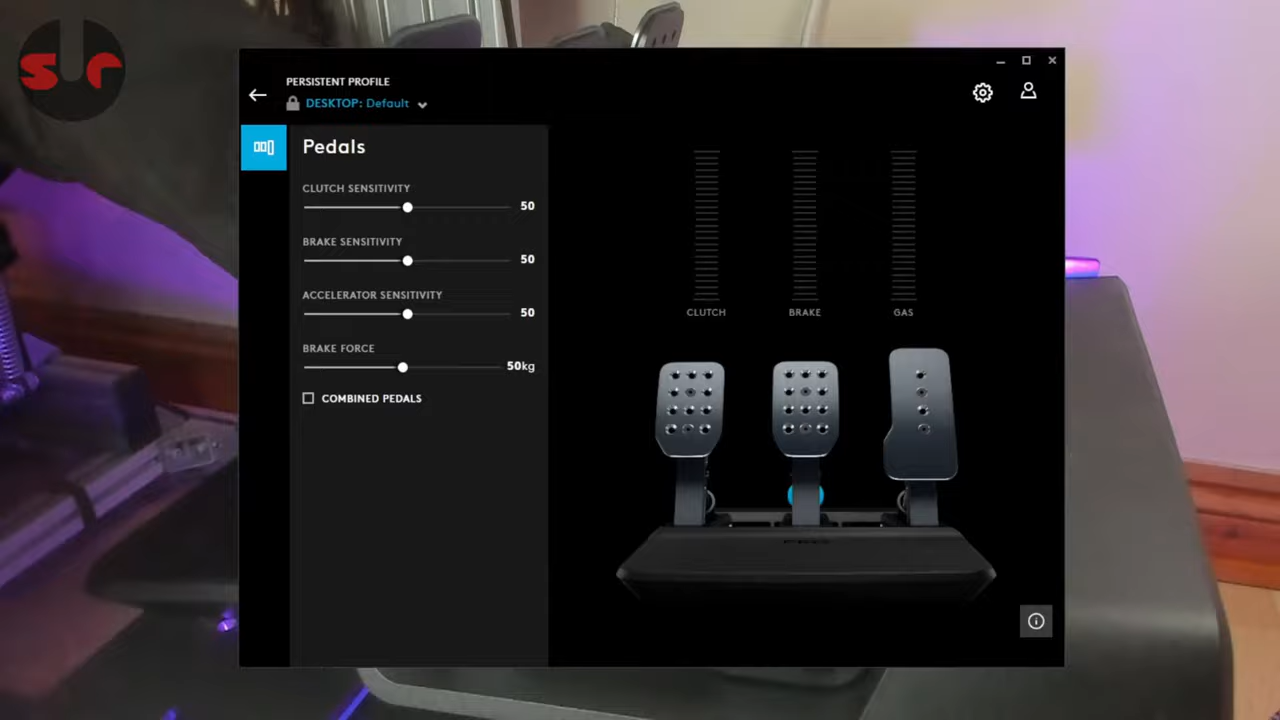 sur
PERSISTENT PROFILE
DESKTOP: Default
Pedals
CLUTCH SENSITIVITY
50
BRAKE SENSITIVITY
50
ACCELERATOR SENSITIVITY
50
BRAKE FORCE
50kg
COMBINED PEDALS
CLUTCH
BRAKE
GAS